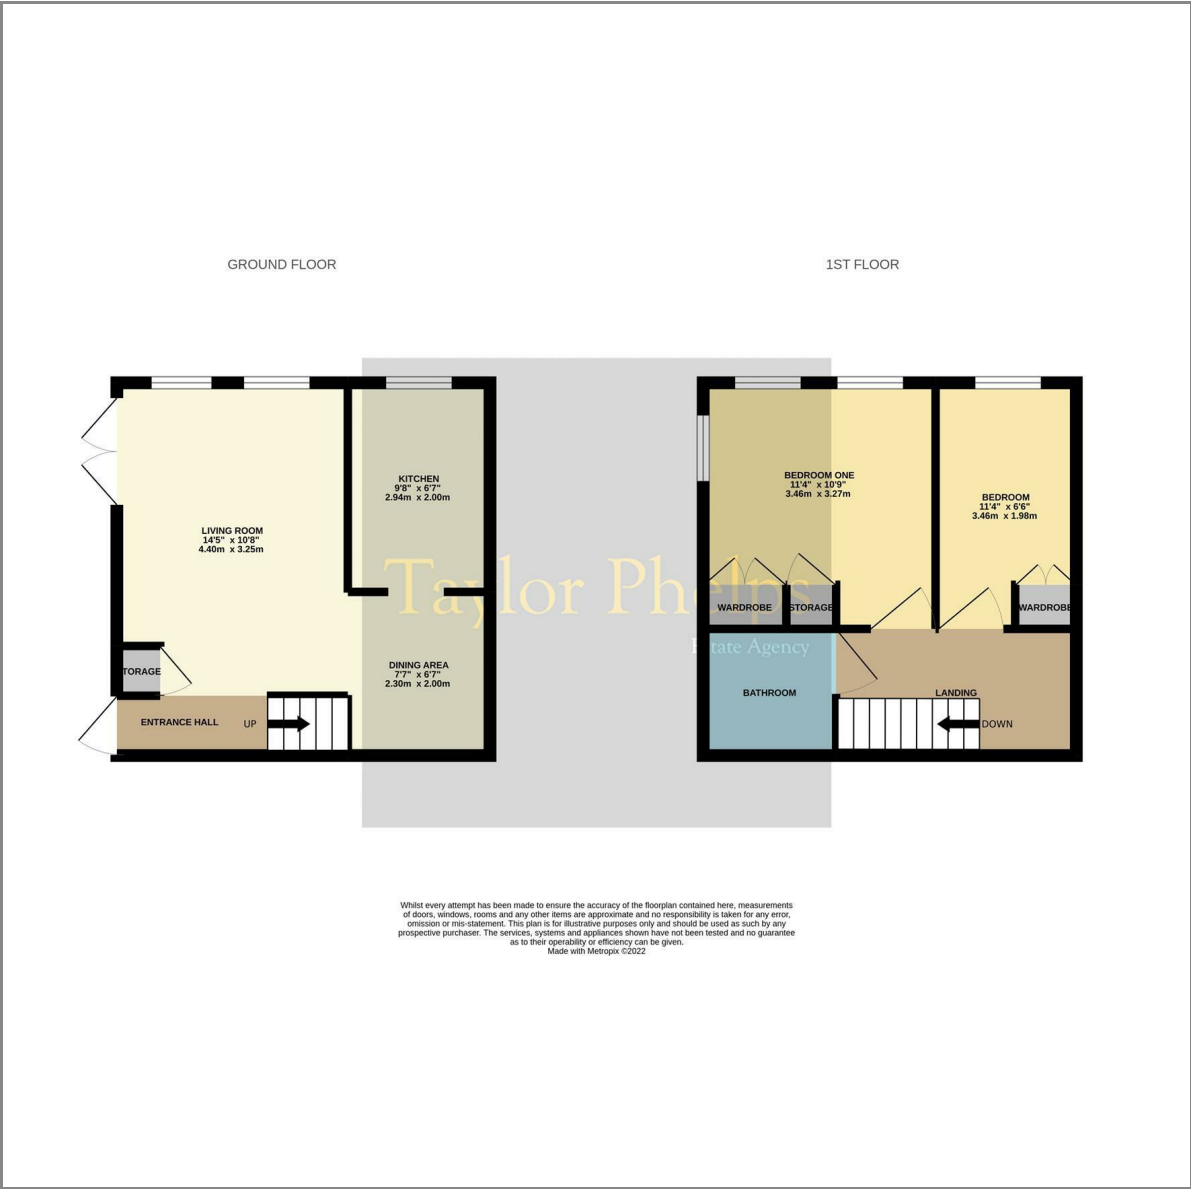 GROUND FLOOR
1ST FLOOR
KITCHEN
9'8" x 6'7"
2.94m x 2.00m
LIVING ROOM
14'5" x 10'8"
4.40m x 3.25m
DINING AREA
7'7" x 6'7"
2.30m x 2.00m
TORAGE
ENTRANCE HALL
UP
BEDROOM ONE
11'4" x 10'9"
3.46m x 3.27m
BEDROOM
11'4" x 6'6"
3.46m x 1.98m
WARDROBE
STORAGE
WARDROBE
BATHROOM
LANDING
DOWN
Taylor Phelps
Estate Agency
Whilst every attempt has been made to ensure the accuracy of the floorplan contained here, measurements
of doors, windows, rooms and any other items are approximate and no responsibility is taken for any error,
omission or mis-statement. This plan is for illustrative purposes only and should be used as such by any
prospective purchaser. The services, systems and appliances shown have not been tested and no guarantee
as to their operability or efficiency can be given.
Made with Metropix ©2022